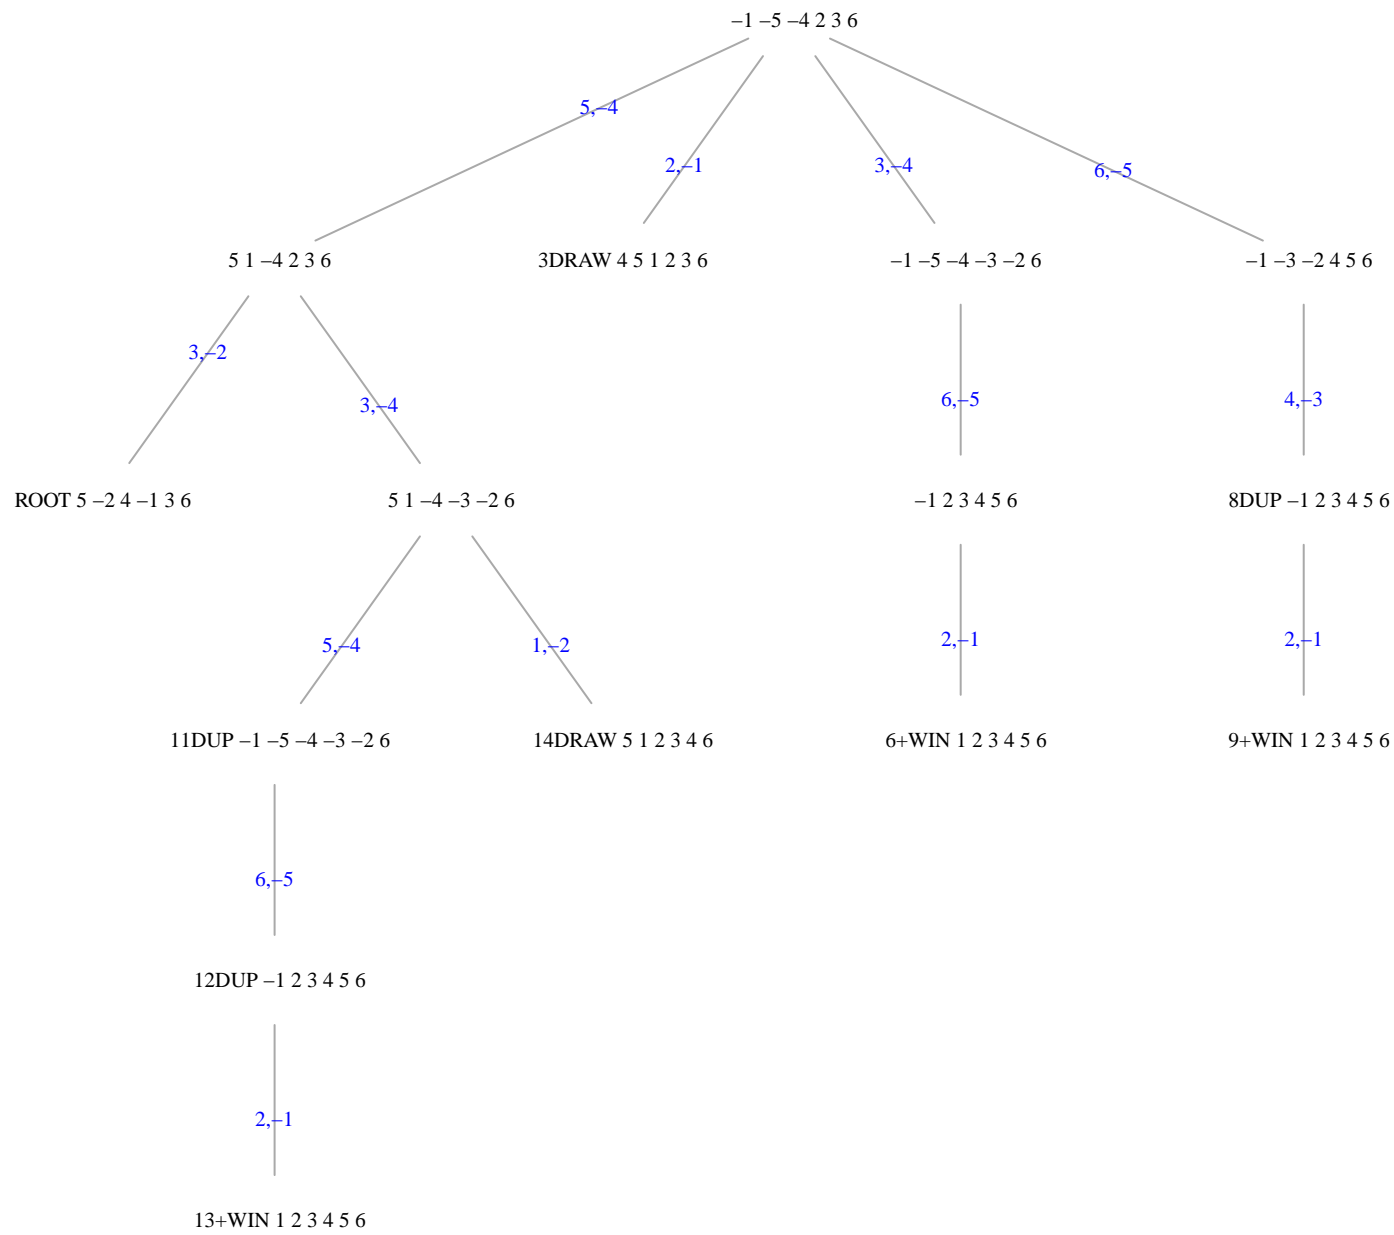 –1 –5 –4 2 3 6
5,–4
2,–1
3,–4
6,–5
5 1 –4 2 3 6
3DRAW 4 5 1 2 3 6
–1 –5 –4 –3 –2 6
–1 –3 –2 4 5 6
3,–2
3,–4
6,–5
4,–3
ROOT 5 –2 4 –1 3 6
5 1 –4 –3 –2 6
–1 2 3 4 5 6
8DUP –1 2 3 4 5 6
5,–4
1,–2
2,–1
2,–1
11DUP –1 –5 –4 –3 –2 6
14DRAW 5 1 2 3 4 6
6+WIN 1 2 3 4 5 6
9+WIN 1 2 3 4 5 6
6,–5
12DUP –1 2 3 4 5 6
2,–1
13+WIN 1 2 3 4 5 6